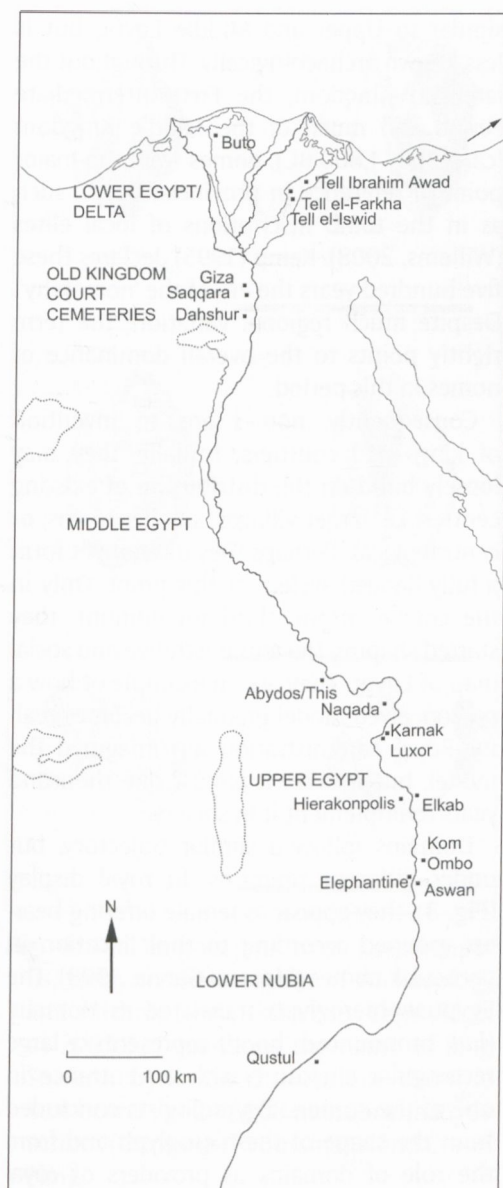 Buto
Tell Ibrahim Awad
LOWER EGYPT/
DELTA
Tell el-Farkha
Tell el-Iswid
OLD KINGDOM
COURT
CEMETERIES
Giza
Saqqara
Dahshur
MIDDLE EGYPT
Abydos/This
Naqada
Karnak
Luxor
UPPER EGYPT
Hierakonpolis
Elkab
Kom
Ombo
Elephantine
Aswan
N
LOWER NUBIA
Qustul
0 100 km